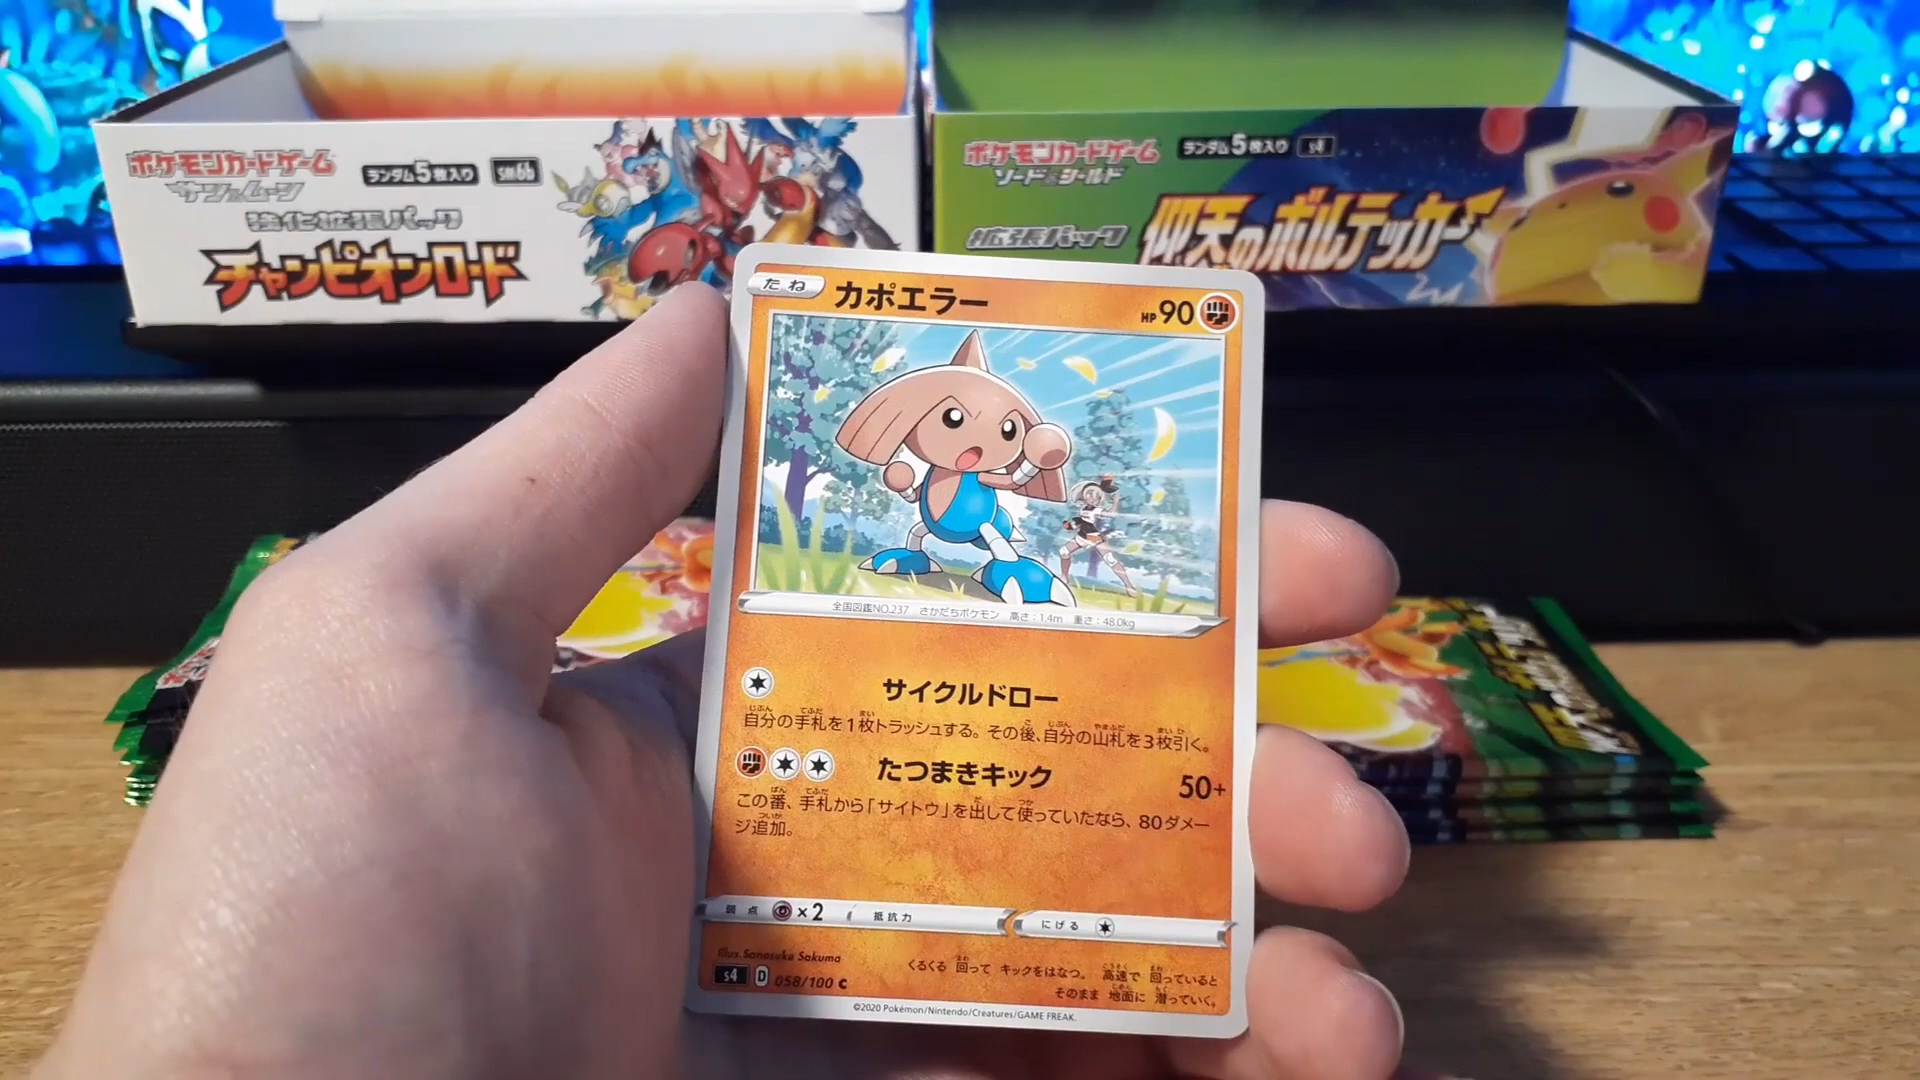 ポケモンカードゲーム
サン&ムーン
ランダム5枚入り
SM6b
強化拡張パック
チャンピオンロード
ポケモンカードゲーム
ソード&シールド
ランダム5枚入り
s4
拡張パック
仰天のボルテッカー
たね
カポエラー
HP90
全国図鑑NO.237 さかだちポケモン 高さ:1.4m 重さ:48.0kg
サイクルドロー
自分の手札を1枚トラッシュする。その後、自分の山札を3枚引く。
たつまきキック
50+
この番、手札から「サイトウ」を出して使っていたなら、80ダメー
ジ追加。
弱点 ×2 抵抗力 にげる
Illus. Sanosuke Sakuma
s4 D 058/100 C
くるくる 回って キックをはなつ。 高速で 回っていると
そのまま 地面に 潜っていく。
©2020 Pokémon/Nintendo/Creatures/GAME FREAK.